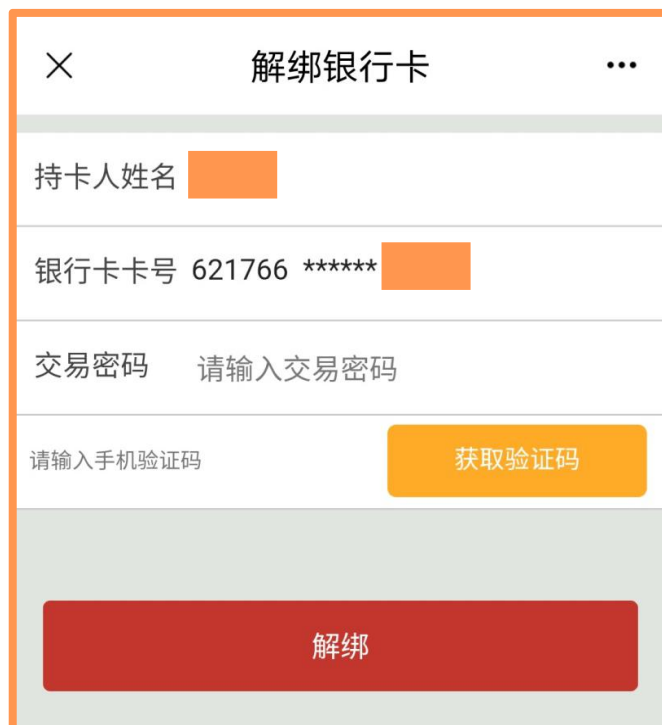 解绑银行卡
持卡人姓名
银行卡卡号 621766 ******
交易密码 请输入交易密码
请输入手机验证码 获取验证码
解绑